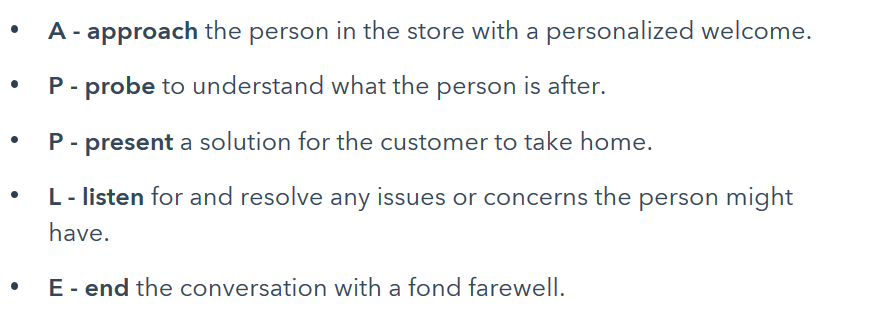 • A - approach the person in the store with a personalized welcome.
• P - probe to understand what the person is after.
• P - present a solution for the customer to take home.
• L - listen for and resolve any issues or concerns the person might
have.
• E - end the conversation with a fond farewell.